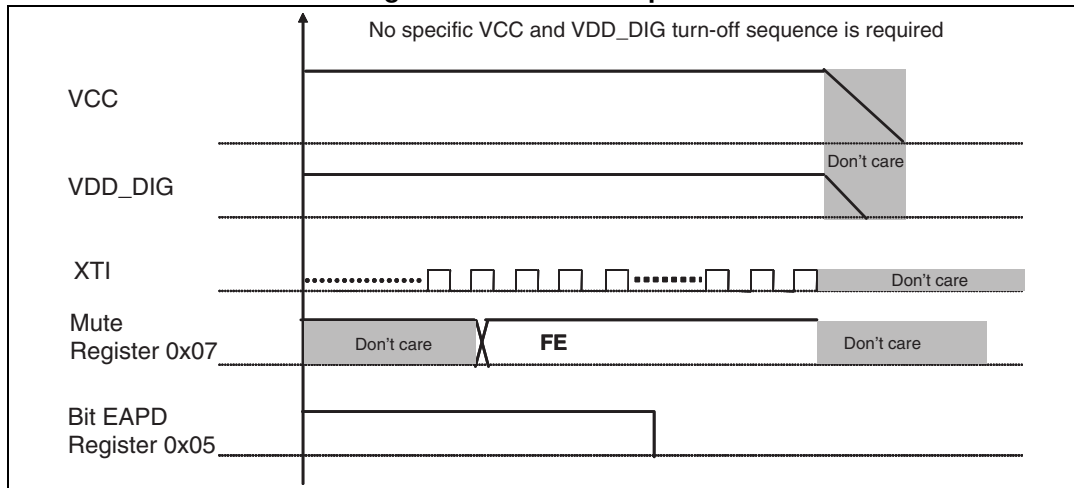 No specific VCC and VDD_DIG turn-off sequence is required
VCC
Don't care
VDD_DIG
XTI
Don't care
Mute
Register 0x07
Don't care
FE
Don't care
Bit EAPD
Register 0x05